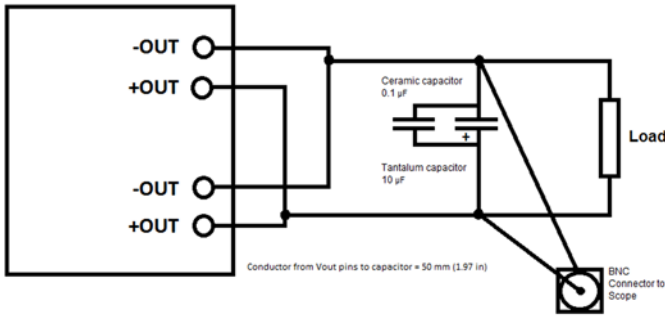 -OUT
+OUT
-OUT
+OUT
Ceramic capacitor
0.1 µF
+
Tantalum capacitor
10 µF
Load
Conductor from Vout pins to capacitor = 50 mm (1.97 in)
BNC
Connector to
Scope